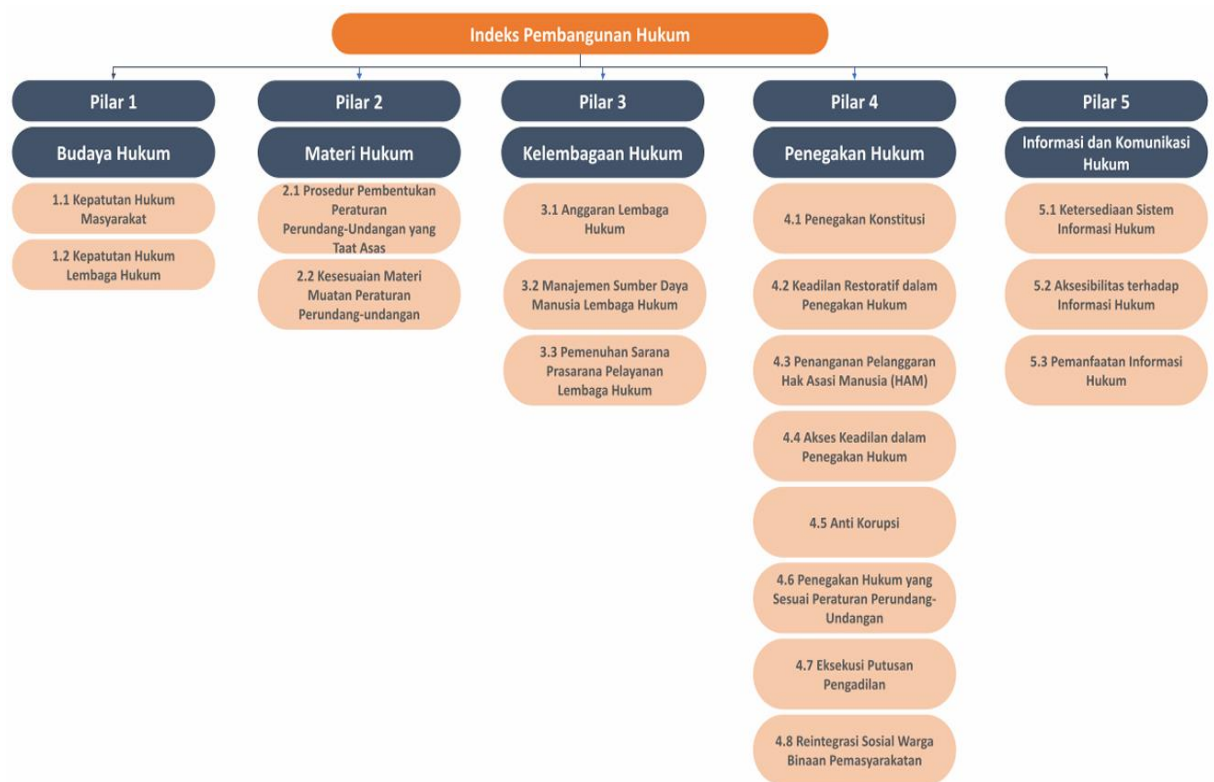 Indeks Pembangunan Hukum
Pilar 1
Budaya Hukum
1.1 Kepatutan Hukum
Masyarakat
1.2 Kepatutan Hukum
Lembaga Hukum
Pilar 2
Materi Hukum
2.1 Prosedur Pembentukan
Peraturan
Perundang-Undangan yang
Taat Asas
2.2 Kesesuaian Materi
Muatan Peraturan
Perundang-undangan
Pilar 3
Kelembagaan Hukum
3.1 Anggaran Lembaga
Hukum
3.2 Manajemen Sumber Daya
Manusia Lembaga Hukum
3.3 Pemenuhan Sarana
Prasarana Pelayanan
Lembaga Hukum
Pilar 4
Penegakan Hukum
4.1 Penegakan Konstitusi
4.2 Keadilan Restoratif dalam
Penegakan Hukum
4.3 Penanganan Pelanggaran
Hak Asasi Manusia (HAM)
4.4 Akses Keadilan dalam
Penegakan Hukum
4.5 Anti Korupsi
4.6 Penegakan Hukum yang
Sesuai Peraturan Perundang-
Undangan
4.7 Eksekusi Putusan
Pengadilan
4.8 Reintegrasi Sosial Warga
Binaan Pemasyarakatan
Pilar 5
Informasi dan Komunikasi
Hukum
5.1 Ketersediaan Sistem
Informasi Hukum
5.2 Aksesibilitas terhadap
Informasi Hukum
5.3 Pemanfaatan Informasi
Hukum